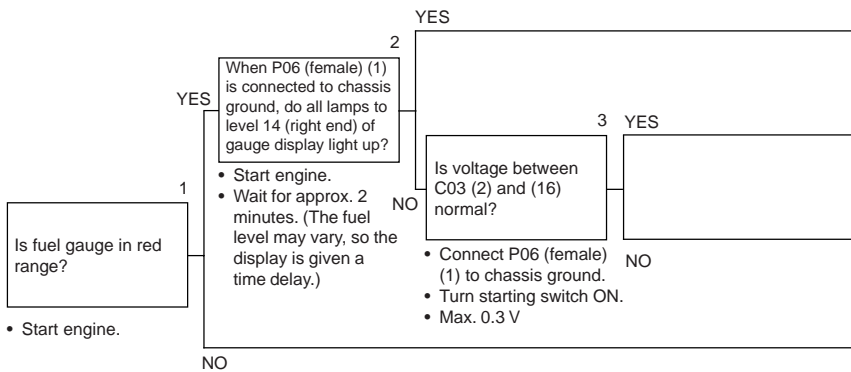 1
Is fuel gauge in red
range?
• Start engine.
YES
NO
2
When P06 (female) (1)
is connected to chassis
ground, do all lamps to
level 14 (right end) of
gauge display light up?
• Start engine.
• Wait for approx. 2
minutes. (The fuel
level may vary, so the
display is given a
time delay.)
YES
NO
3
Is voltage between
C03 (2) and (16)
normal?
• Connect P06 (female)
(1) to chassis ground.
• Turn starting switch ON.
• Max. 0.3 V
YES
NO